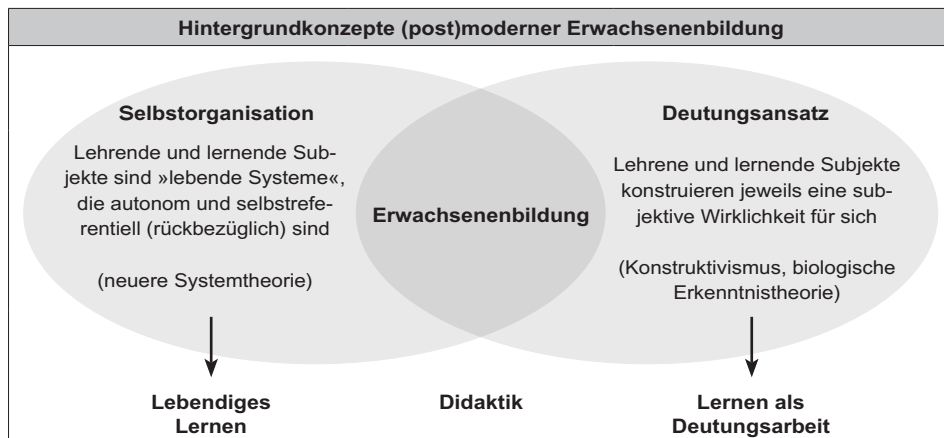 Hintergrundkonzepte (post)moderner Erwachsenenbildung
Selbstorganisation
Lehrende und lernende Sub-
jekte sind »lebende Systeme«,
die autonom und selbstrefe-
rentiell (rückbezüglich) sind
(neuere Systemtheorie)
Erwachsenenbildung
Deutungsansatz
Lehrene und lernende Subjekte
konstruieren jeweils eine sub-
jektive Wirklichkeit für sich
(Konstruktivismus, biologische
Erkenntnistheorie)
Lebendiges
Lernen
Didaktik
Lernen als
Deutungsarbeit